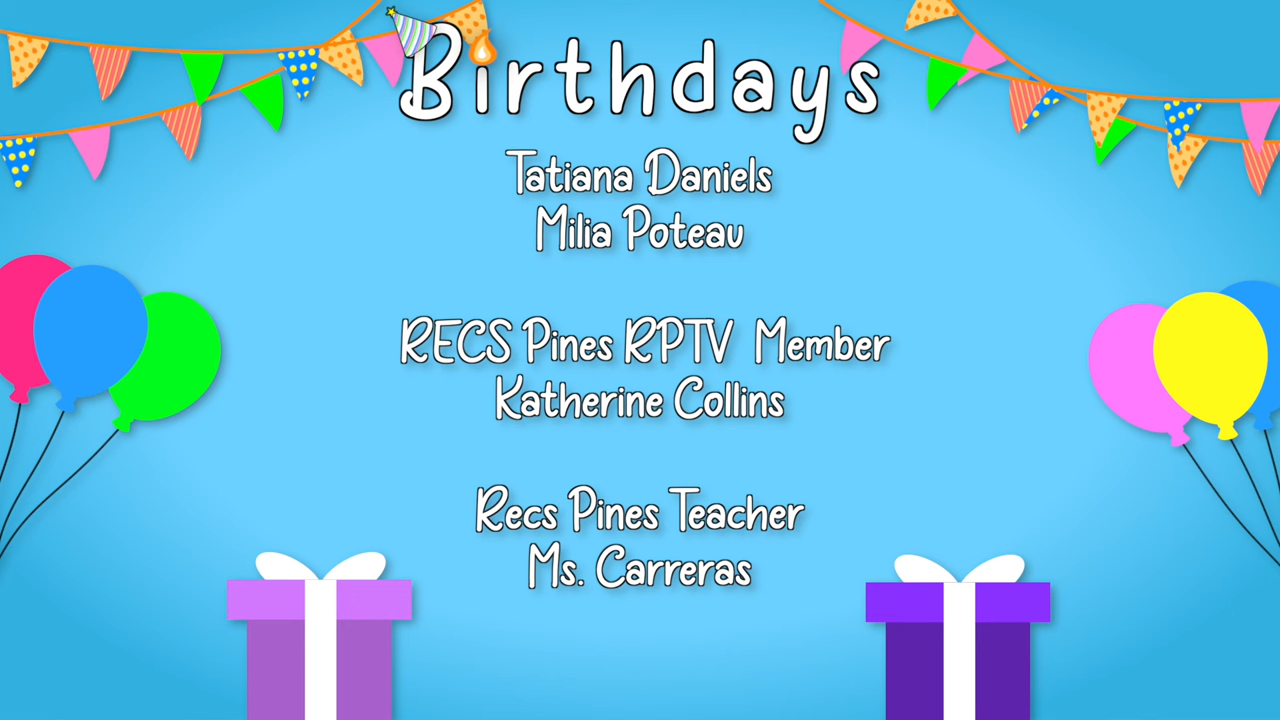 Birthdays
Tatiana Daniels
Milia Poteau
RECS Pines RPTV Member
Katherine Collins
Recs Pines Teacher
Ms. Carreras